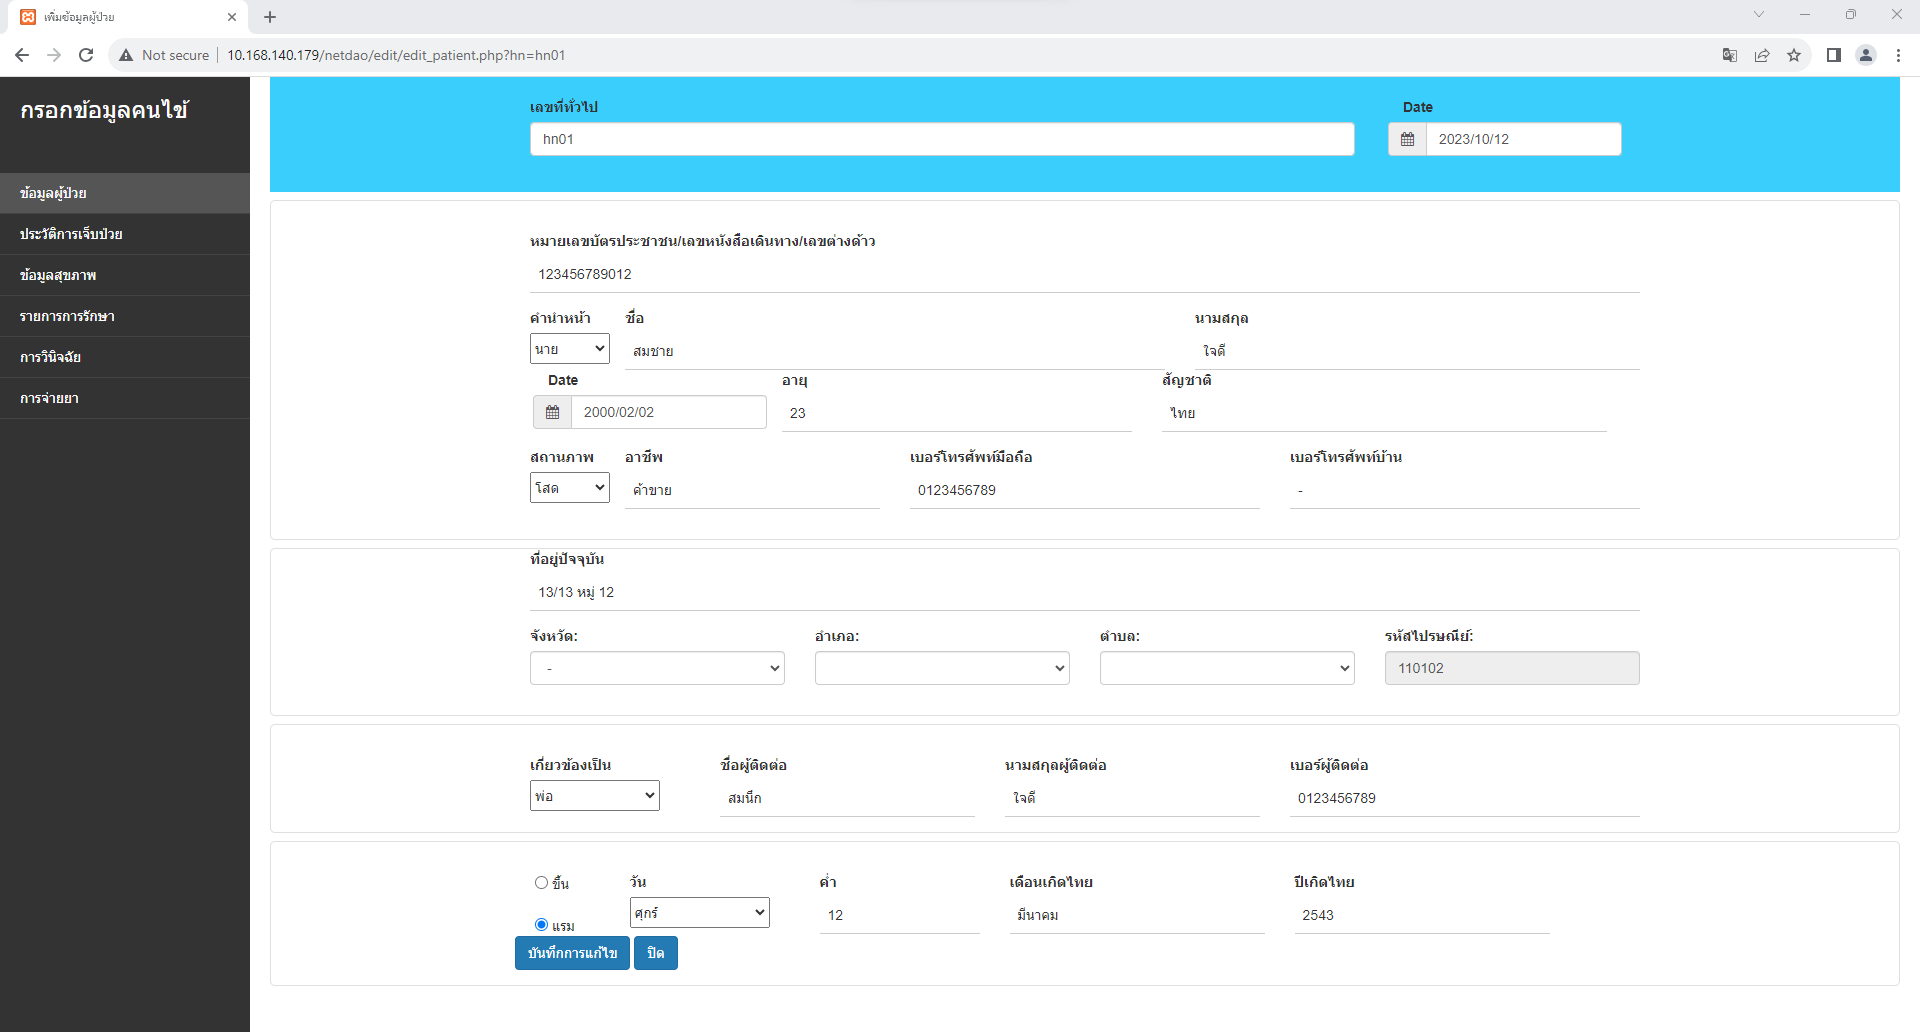 เพิ่มข้อมูลผู้ป่วย
Not secure
10.168.140.179/netdao/edit/edit_patient.php?hn=hn01
กรอกข้อมูลคนไข้
ข้อมูลผู้ป่วย
ประวัติการเจ็บป่วย
ข้อมูลสุขภาพ
รายการการรักษา
การวินิจฉัย
การจ่ายยา
เลขที่ทั่วไป Date
hn01 2023/10/12
หมายเลขบัตรประชาชน/เลขหนังสือเดินทาง/เลขต่างด้าว
123456789012
คำนำหน้า ชื่อ นามสกุล
นาย สมชาย ใจดี
Date อายุ สัญชาติ
2000/02/02 23 ไทย
สถานภาพ อาชีพ เบอร์โทรศัพท์มือถือ เบอร์โทรศัพท์บ้าน
โสด ค้าขาย 0123456789 -
ที่อยู่ปัจจุบัน
13/13 หมู่ 12
จังหวัด: อำเภอ: ตำบล: รหัสไปรษณีย์:
- 110102
เกี่ยวข้องเป็น ชื่อผู้ติดต่อ นามสกุลผู้ติดต่อ เบอร์ผู้ติดต่อ
พ่อ สมนึก ใจดี 0123456789
ขึ้น วัน ค่ำ เดือนเกิดไทย ปีเกิดไทย
ศุกร์ 12 มีนาคม 2543
แรม
บันทึกการแก้ไข ปิด